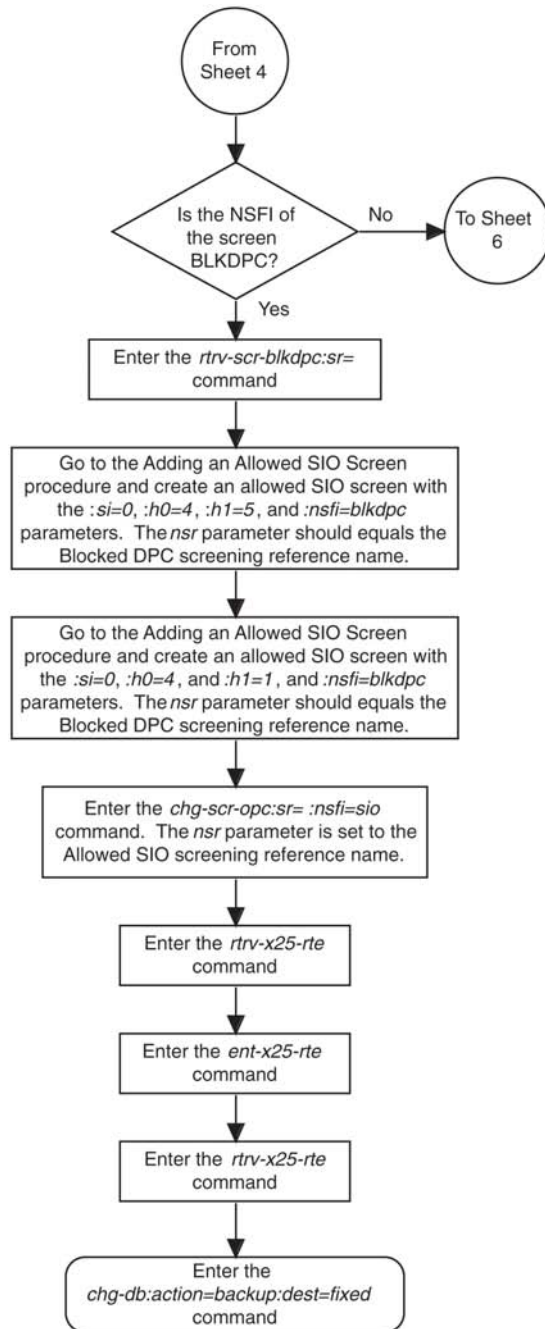 From
Sheet 4
Is the NSFI of
the screen
BLKDPC?
No
To Sheet
6
Yes
Enter the rtrv-scr-blkdpc:sr=
command
Go to the Adding an Allowed SIO Screen
procedure and create an allowed SIO screen with
the :si=0, :h0=4, :h1=5, and :nsfi=blkdpc
parameters. The nsr parameter should equals the
Blocked DPC screening reference name.
Go to the Adding an Allowed SIO Screen
procedure and create an allowed SIO screen with
the :si=0, :h0=4, and :h1=1, and :nsfi=blkdpc
parameters. The nsr parameter should equals the
Blocked DPC screening reference name.
Enter the chg-scr-opc:sr= :nsfi=sio
command. The nsr parameter is set to the
Allowed SIO screening reference name.
Enter the rtrv-x25-rte
command
Enter the ent-x25-rte
command
Enter the rtrv-x25-rte
command
Enter the
chg-db:action=backup:dest=fixed
command